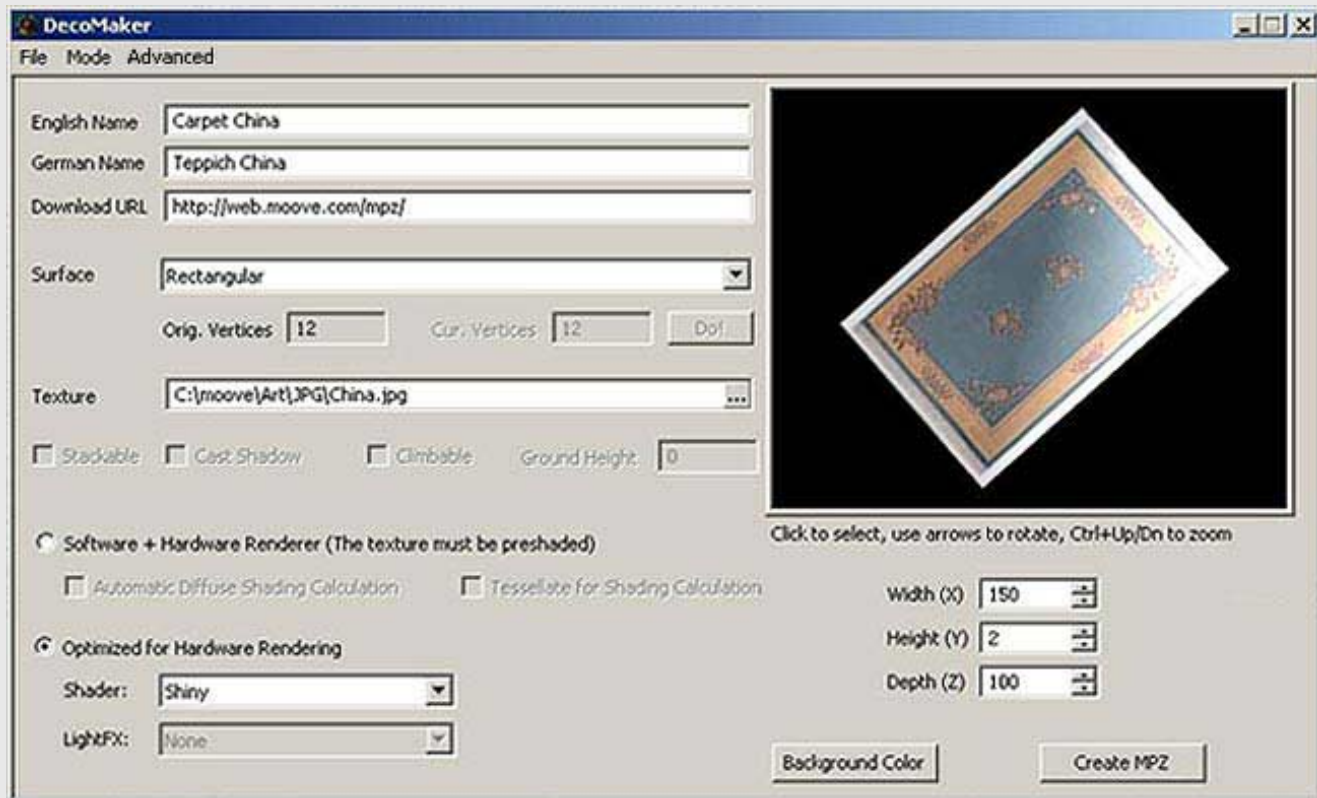 DecoMaker
File Mode Advanced
English Name Carpet China
German Name Teppich China
Download URL http://web.moove.com/mpz/
Surface Rectangular
Orig. Vertices 12 Cur. Vertices 12 Do!
Texture C:\moove\Art\JPG\China.jpg ...
Stackable Cast Shadow Climbable Ground Height 0
Software + Hardware Renderer (The texture must be preshaded)
Automatic Diffuse Shading Calculation Tessellate for Shading Calculation
Optimized for Hardware Rendering
Shader: Shiny
LightFX: None
Click to select, use arrows to rotate, Ctrl+Up/Dn to zoom
Width (X) 150
Height (Y) 2
Depth (Z) 100
Background Color Create MPZ